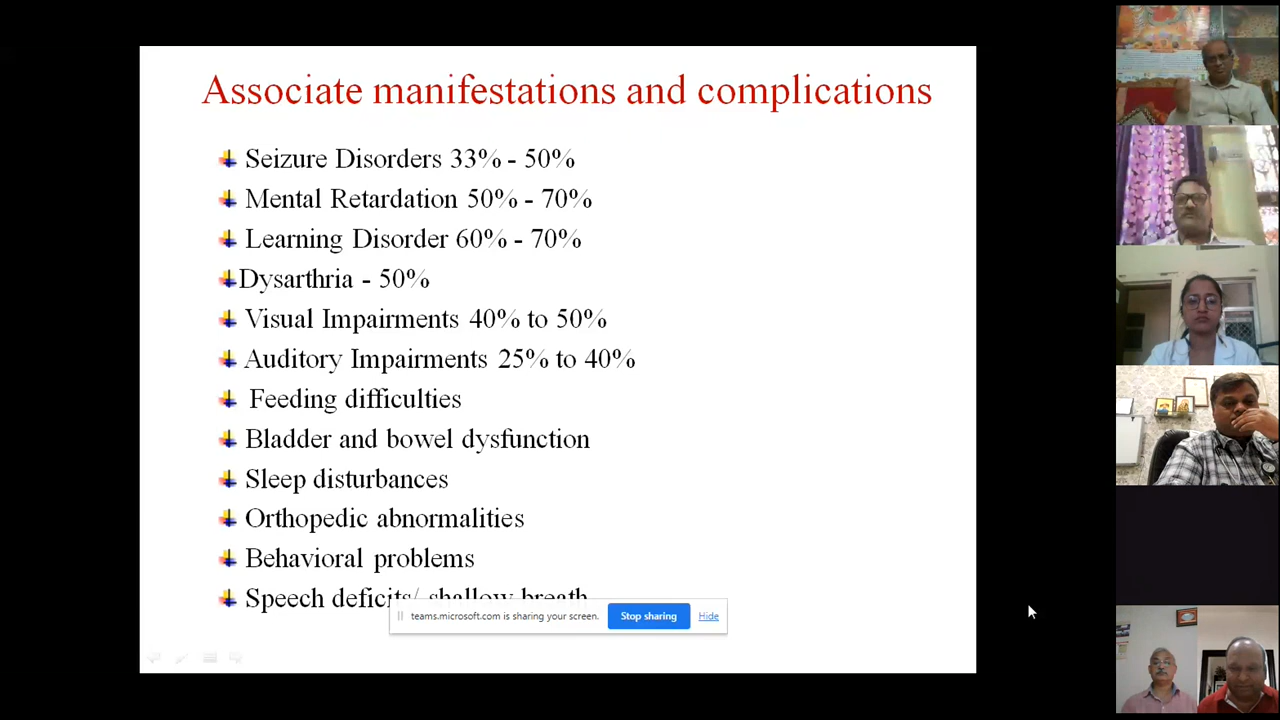 Associate manifestations and complications
Seizure Disorders 33% - 50%
Mental Retardation 50% - 70%
Learning Disorder 60% - 70%
Dysarthria - 50%
Visual Impairments 40% to 50%
Auditory Impairments 25% to 40%
Feeding difficulties
Bladder and bowel dysfunction
Sleep disturbances
Orthopedic abnormalities
Behavioral problems
Speech deficits/ shallow breath
teams.microsoft.com is sharing your screen. Stop sharing Hide